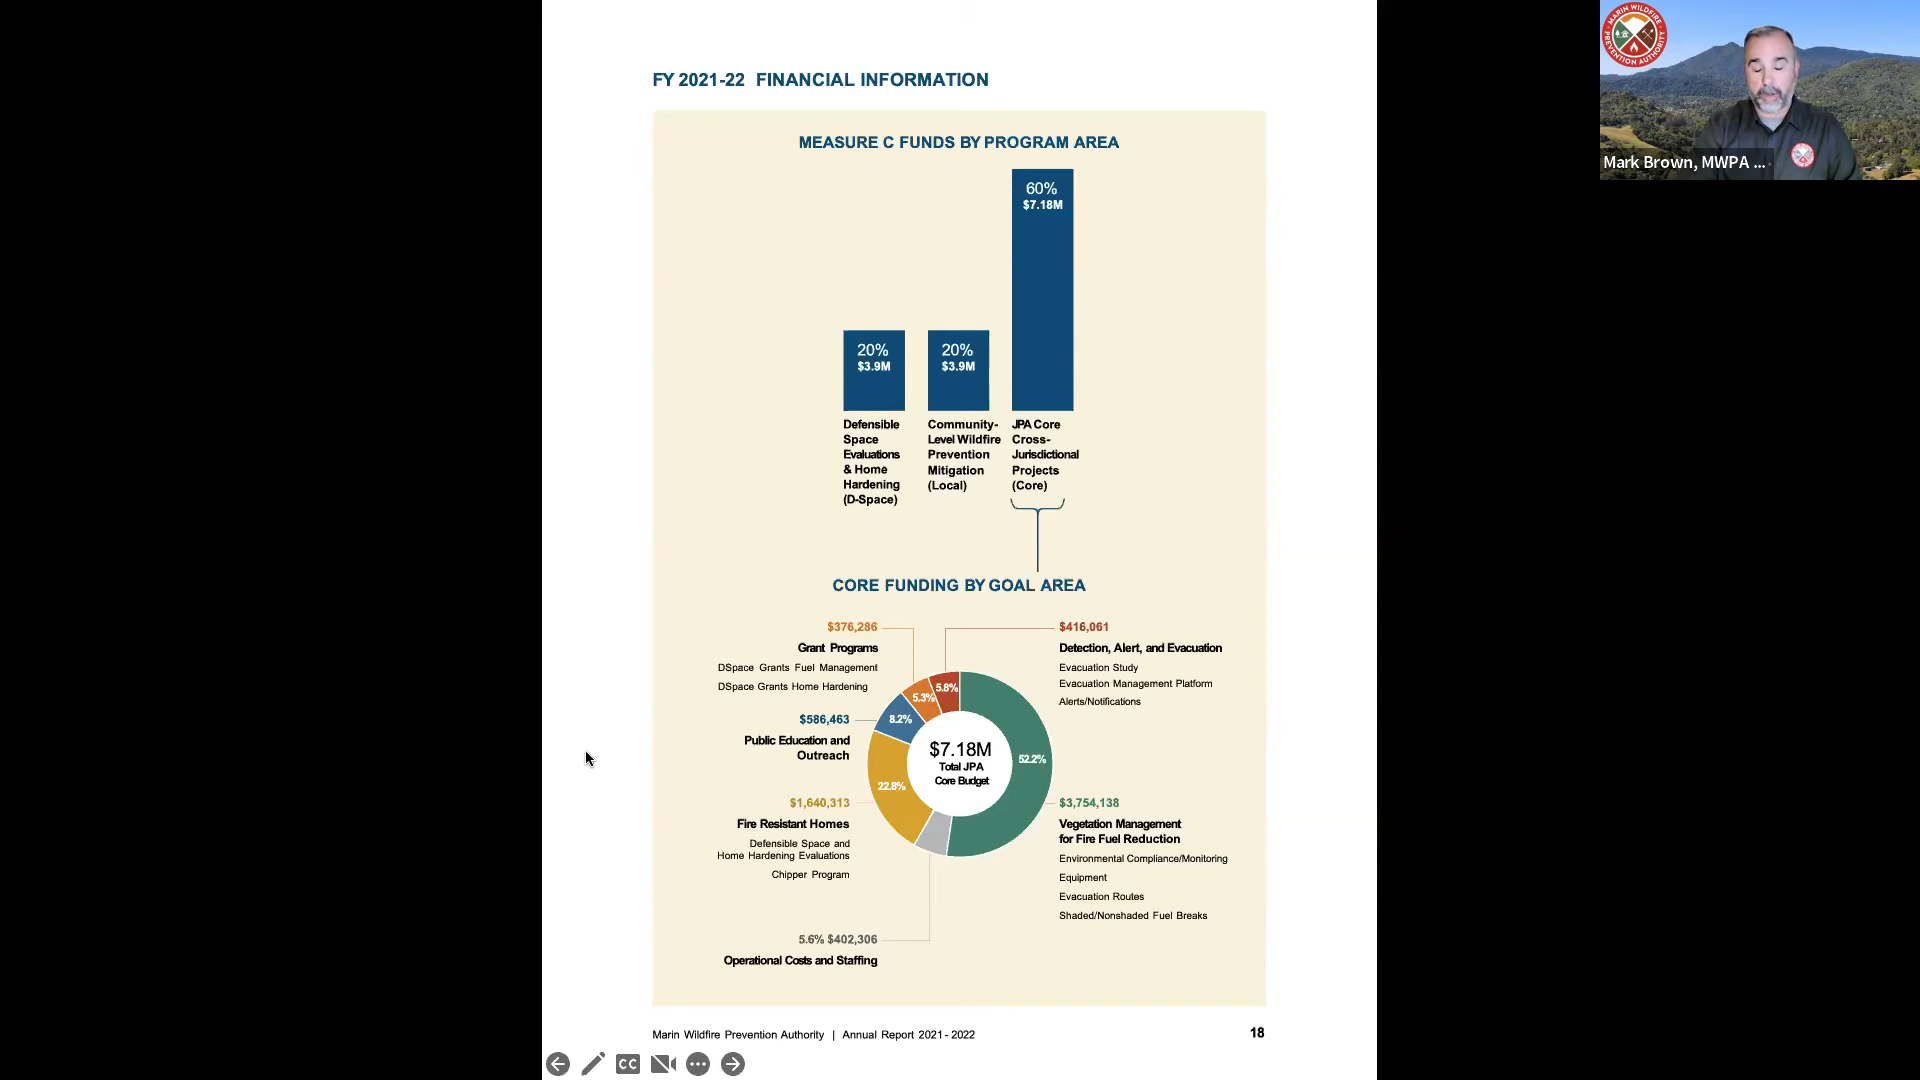 FY 2021-22 FINANCIAL INFORMATION
MEASURE C FUNDS BY PROGRAM AREA
60%
$7.18M
20%
$3.9M
20%
$3.9M
Defensible
Space
Evaluations
& Home
Hardening
(D-Space)
Community-
Level Wildfire
Prevention
Mitigation
(Local)
JPA Core
Cross-
Jurisdictional
Projects
(Core)
CORE FUNDING BY GOAL AREA
$376,286
Grant Programs
DSpace Grants Fuel Management
DSpace Grants Home Hardening
$586,463
Public Education and
Outreach
$1,640,313
Fire Resistant Homes
Defensible Space and
Home Hardening Evaluations
Chipper Program
5.6% $402,306
Operational Costs and Staffing
5.8%
5.3%
8.2%
22.8%
52.2%
$7.18M
Total JPA
Core Budget
$416,061
Detection, Alert, and Evacuation
Evacuation Study
Evacuation Management Platform
Alerts/Notifications
$3,754,138
Vegetation Management
for Fire Fuel Reduction
Environmental Compliance/Monitoring
Equipment
Evacuation Routes
Shaded/Nonshaded Fuel Breaks
Marin Wildfire Prevention Authority | Annual Report 2021 - 2022
18
CC
MARIN WILDFIRE
PREVENTION AUTHORITY
Mark Brown, MWPA ...